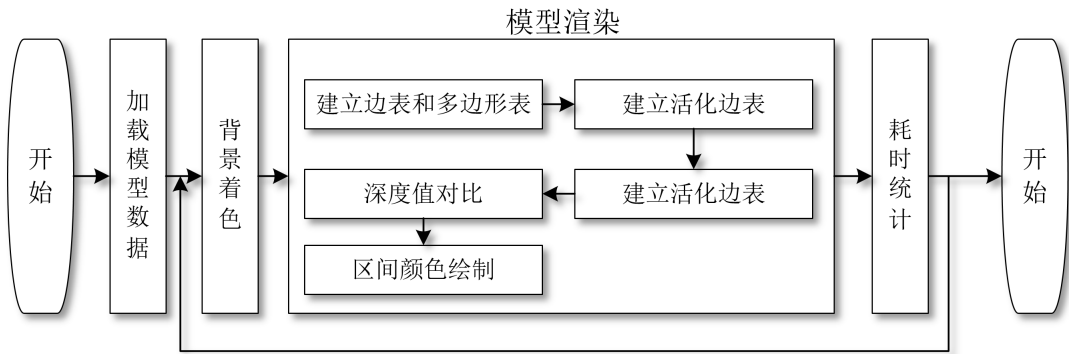 模型渲染
开始
加载模型数据
背景着色
建立边表和多边形表
建立活化边表
建立活化边表
深度值对比
区间颜色绘制
耗时统计
开始